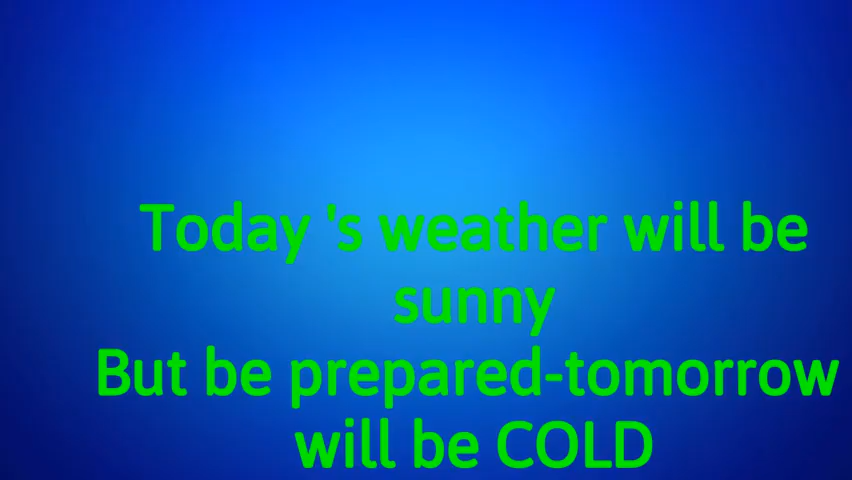 Today 's weather will be
sunny
But be prepared-tomorrow
will be COLD